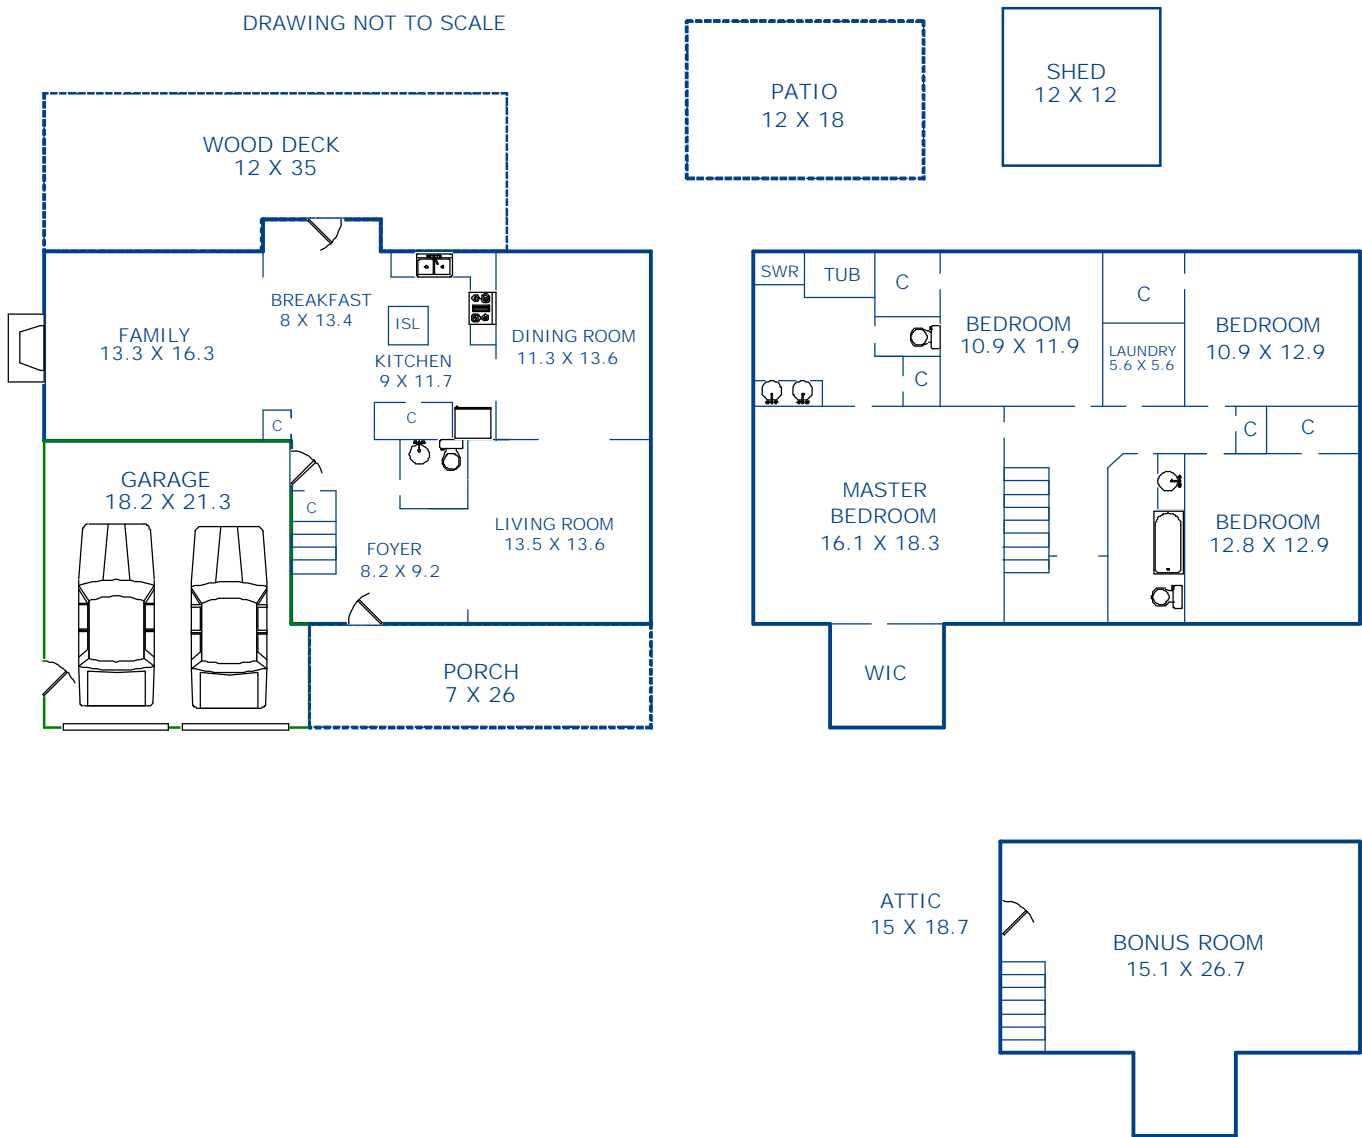 DRAWING NOT TO SCALE
PATIO
12 X 18
SHED
12 X 12
WOOD DECK
12 X 35
BREAKFAST
8 X 13.4
ISL
FAMILY
13.3 X 16.3
KITCHEN
9 X 11.7
DINING ROOM
11.3 X 13.6
C
C
GARAGE
18.2 X 21.3
C
FOYER
8.2 X 9.2
LIVING ROOM
13.5 X 13.6
PORCH
7 X 26
SWR
TUB
C
C
BEDROOM
10.9 X 11.9
LAUNDRY
5.6 X 5.6
BEDROOM
10.9 X 12.9
C
C
C
MASTER
BEDROOM
16.1 X 18.3
BEDROOM
12.8 X 12.9
WIC
ATTIC
15 X 18.7
BONUS ROOM
15.1 X 26.7